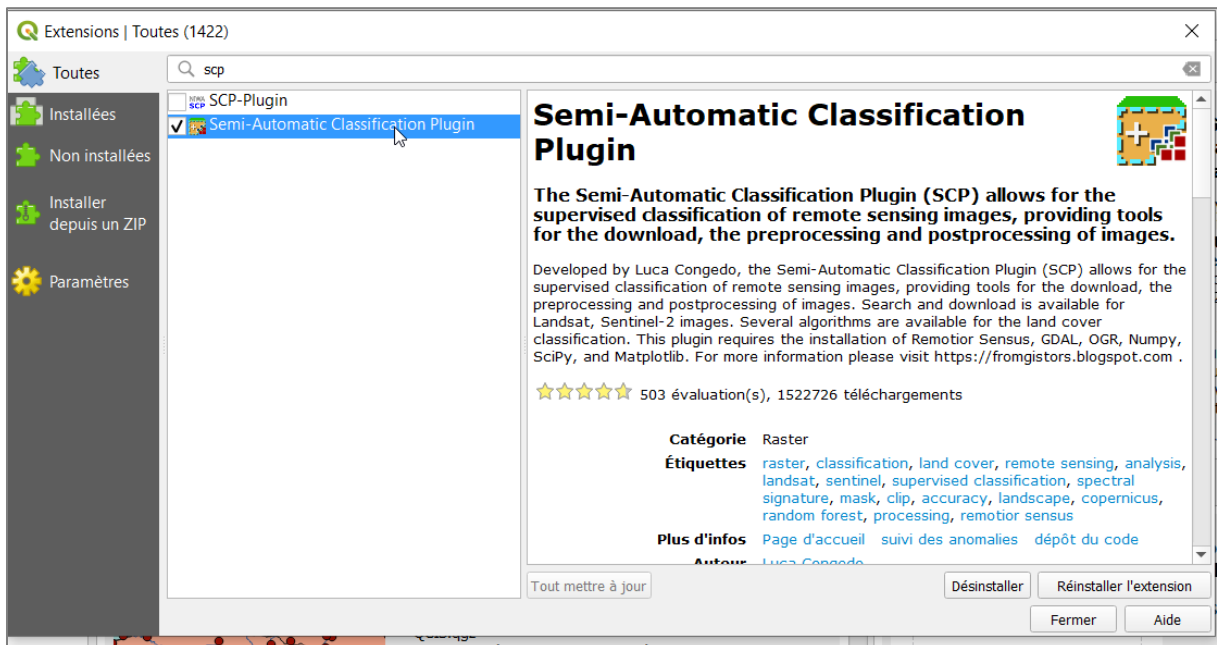 Extensions | Toutes (1422)
Toutes
Installées
Non installées
Installer
depuis un ZIP
Paramètres
scp
SCP-Plugin
Semi-Automatic Classification Plugin
Semi-Automatic Classification
Plugin
The Semi-Automatic Classification Plugin (SCP) allows for the
supervised classification of remote sensing images, providing tools
for the download, the preprocessing and postprocessing of images.
Developed by Luca Congedo, the Semi-Automatic Classification Plugin (SCP) allows for the
supervised classification of remote sensing images, providing tools for the download, the
preprocessing and postprocessing of images. Search and download is available for
Landsat, Sentinel-2 images. Several algorithms are available for the land cover
classification. This plugin requires the installation of Remotior Sensus, GDAL, OGR, Numpy,
SciPy, and Matplotlib. For more information please visit https://fromgistors.blogspot.com .
503 évaluation(s), 1522726 téléchargements
Catégorie Raster
Étiquettes raster, classification, land cover, remote sensing, analysis,
landsat, sentinel, supervised classification, spectral
signature, mask, clip, accuracy, landscape, copernicus,
random forest, processing, remotior sensus
Plus d'infos Page d'accueil suivi des anomalies dépôt du code
Auteur Luca Congedo
Tout mettre à jour
Désinstaller
Réinstaller l'extension
Fermer
Aide